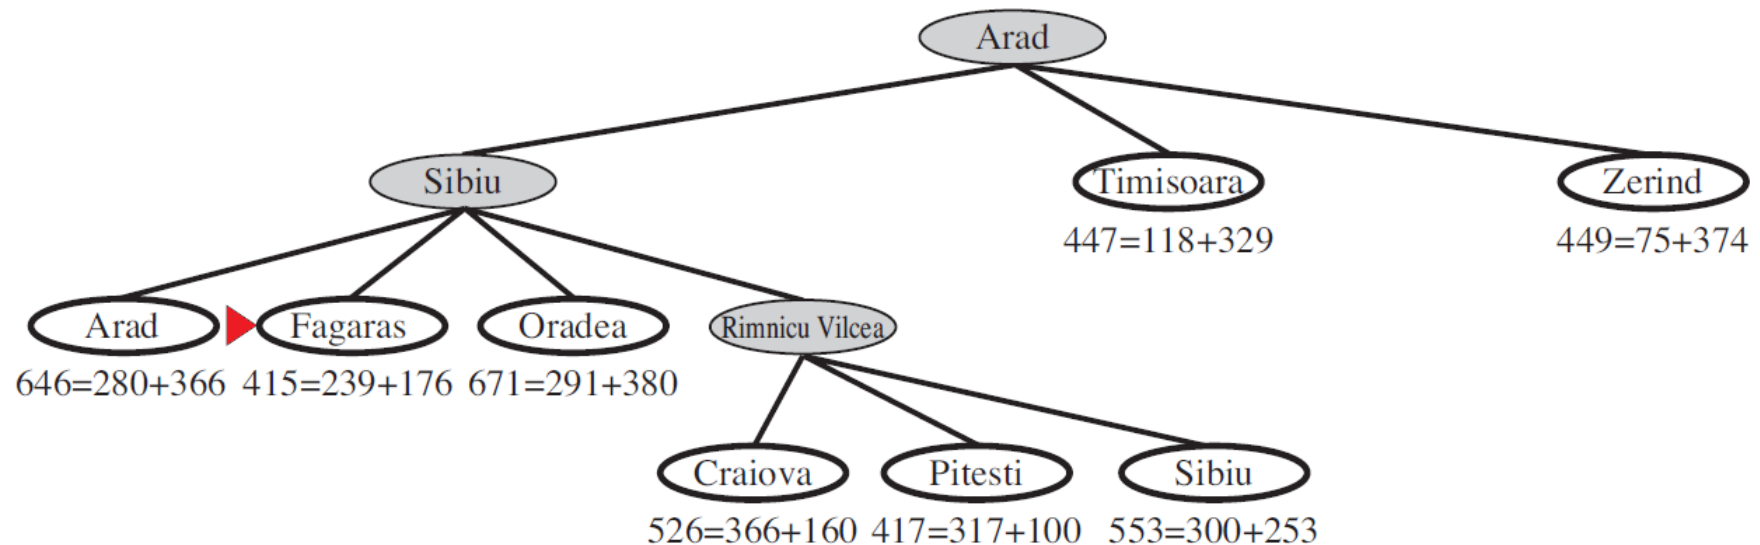 Arad
Sibiu
Timisoara
Zerind
447=118+329
449=75+374
Arad
Fagaras
Oradea
Rimnicu Vilcea
646=280+366
415=239+176
671=291+380
Craiova
Pitesti
Sibiu
526=366+160
417=317+100
553=300+253